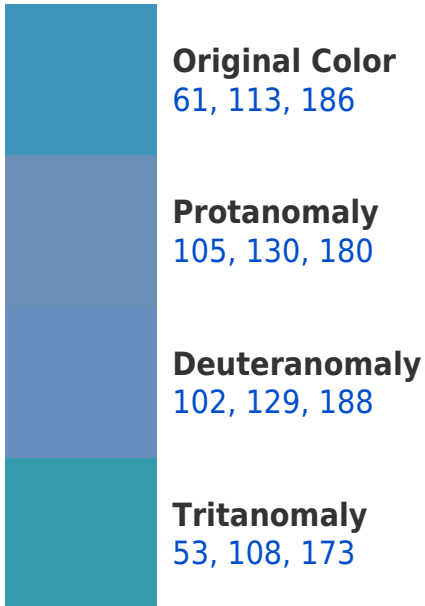 Original Color
61, 113, 186
Protanomaly
105, 130, 180
Deuteranomaly
102, 129, 188
Tritanomaly
53, 108, 173